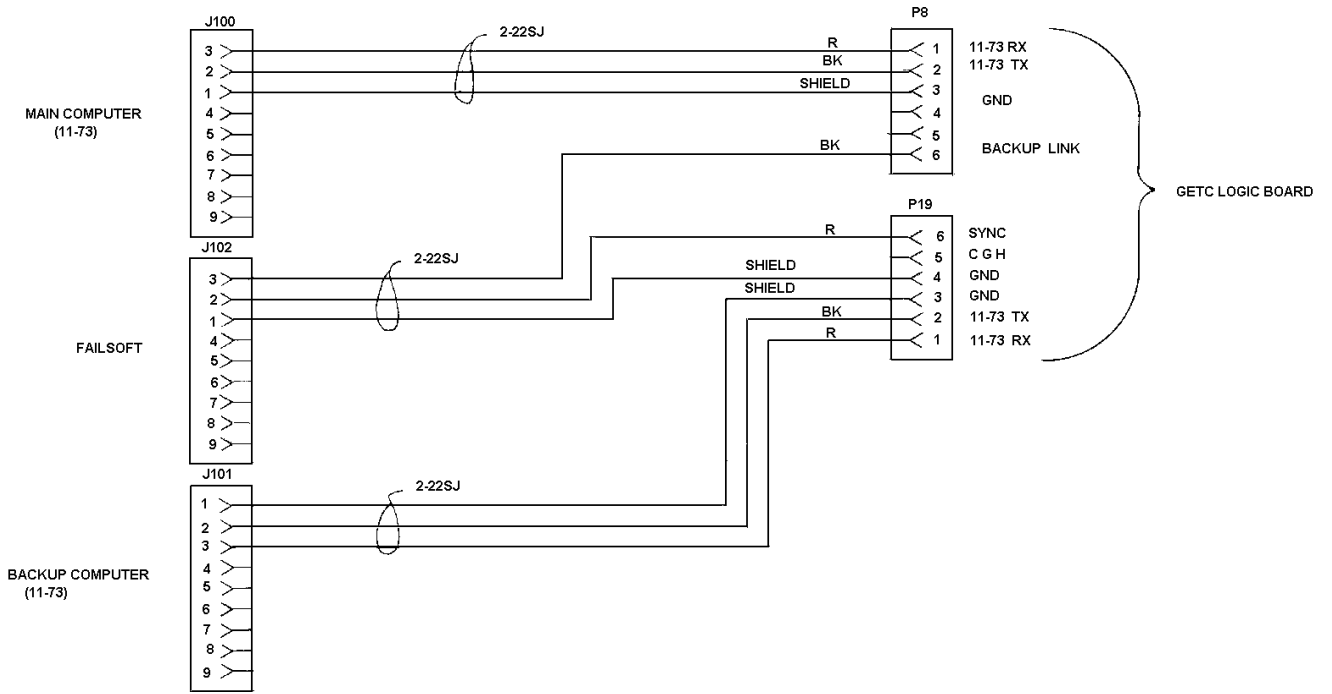 J100
3
2
1
4
5
6
7
8
9
MAIN COMPUTER
(11-73)
2-22SJ
R
BK
SHIELD
BK
P8
1 11-73 RX
2 11-73 TX
3
GND
4
5
6 BACKUP LINK
J102
3
2
1
4
5
6
7
8
9
FAILSOFT
2-22SJ
R
SHIELD
SHIELD
BK
R
P19
6 SYNC
5 C G H
4 GND
3 GND
2 11-73 TX
1 11-73 RX
GETC LOGIC BOARD
J101
1
2
3
4
5
6
7
8
9
BACKUP COMPUTER
(11-73)
2-22SJ